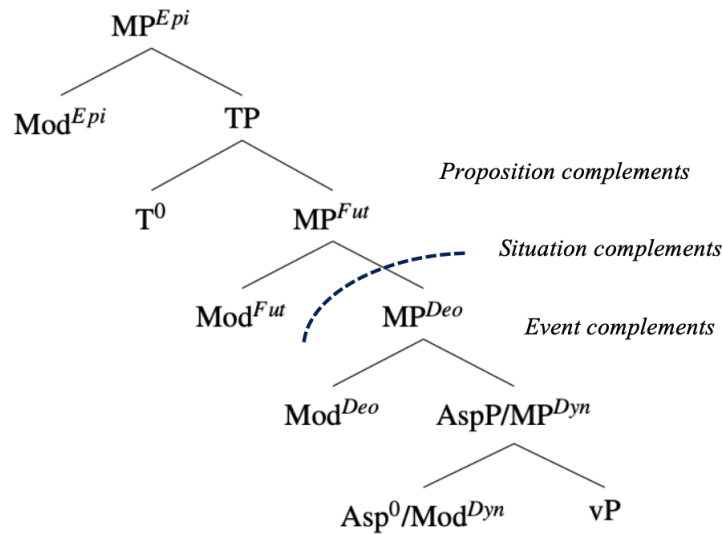 MP^Epi
Mod^Epi TP
Proposition complements
T^0 MP^Fut
Situation complements
Mod^Fut MP^Deo Event complements
Mod^Deo AspP/MP^Dyn
Asp^0/Mod^Dyn vP